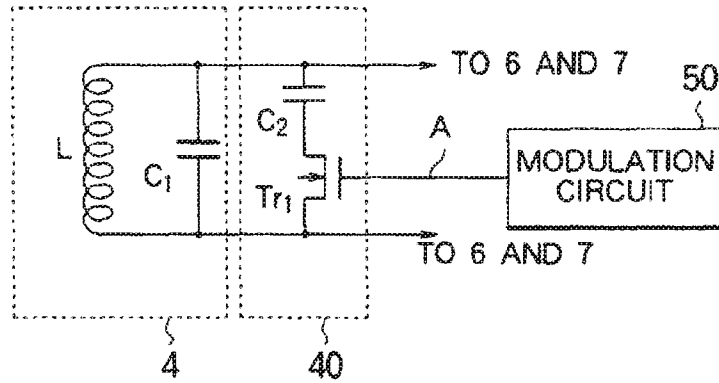 TO 6 AND 7
50
C2
L
C1
A
MODULATION
CIRCUIT
Tr1
TO 6 AND 7
4
40